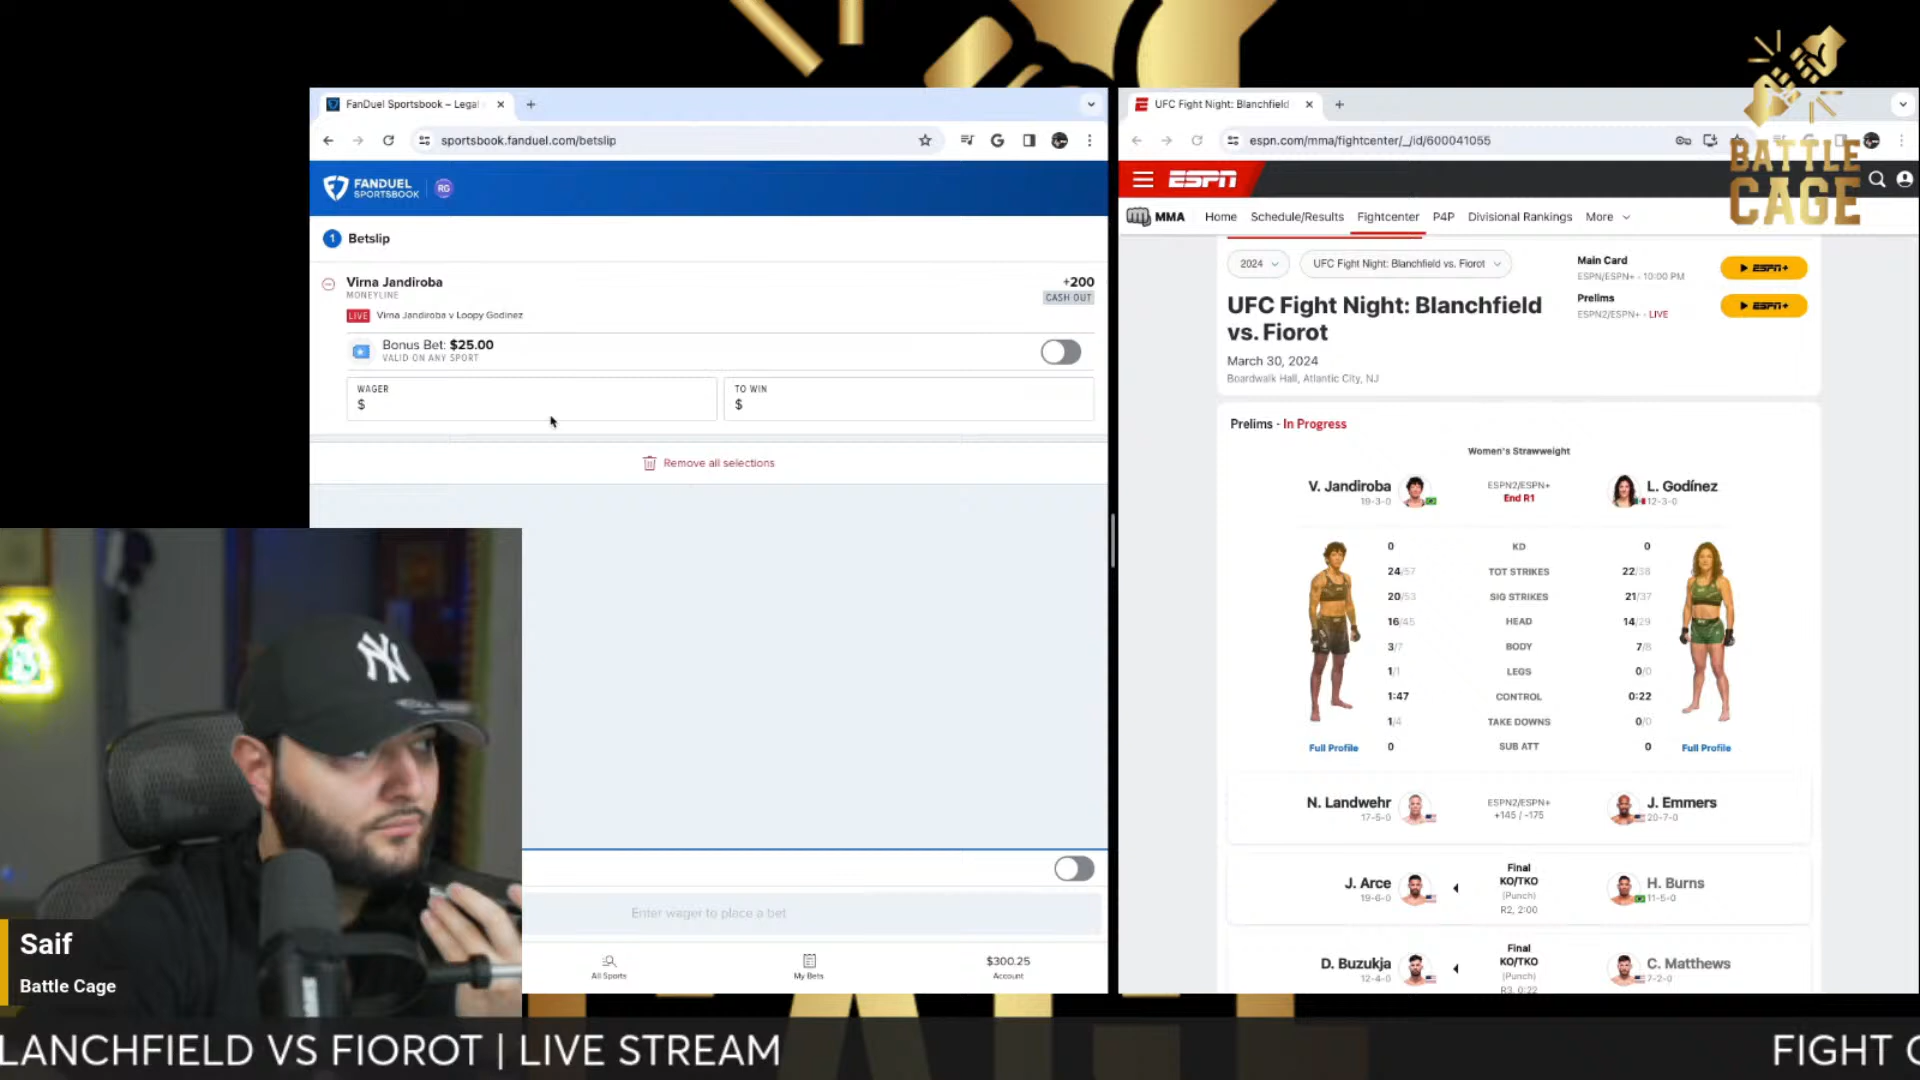 BATTLE
CAGE
FanDuel Sportsbook – Legal
sportsbook.fanduel.com/betslip
FANDUEL
SPORTSBOOK
RG
1 Betslip
Virna Jandiroba
MONEYLINE
+200
CASH OUT
LIVE Virna Jandiroba v Loopy Godinez
Bonus Bet: $25.00
VALID ON ANY SPORT
WAGER
$
TO WIN
$
Remove all selections
Enter wager to place a bet
All Sports
My Bets
$300.25
Account
UFC Fight Night: Blanchfield
espn.com/mma/fightcenter/_/id/600041055
ESPN
MMA Home Schedule/Results Fightcenter P4P Divisional Rankings More
2024 UFC Fight Night: Blanchfield vs. Fiorot
Main Card
ESPN/ESPN+ - 10:00 PM
ESPN+
Prelims
ESPN2/ESPN+ - LIVE
ESPN+
UFC Fight Night: Blanchfield
vs. Fiorot
March 30, 2024
Boardwalk Hall, Atlantic City, NJ
Prelims - In Progress
Women's Strawweight
V. Jandiroba
19-3-0
ESPN2/ESPN+
End R1
L. Godínez
12-3-0
0 KD 0
24/57 TOT STRIKES 22/38
20/53 SIG STRIKES 21/37
16/45 HEAD 14/29
3/7 BODY 7/8
1/1 LEGS 0/0
1:47 CONTROL 0:22
1/4 TAKE DOWNS 0/0
0 SUB ATT 0
Full Profile
Full Profile
N. Landwehr
17-5-0
ESPN2/ESPN+
+145 / -175
J. Emmers
20-7-0
J. Arce
19-6-0
Final
KO/TKO
(Punch)
R2, 2:00
H. Burns
11-5-0
D. Buzukja
12-4-0
Final
KO/TKO
(Punch)
R3, 0:22
C. Matthews
7-2-0
NY
Saif
Battle Cage
LANCHFIELD VS FIOROT | LIVE STREAM
FIGHT